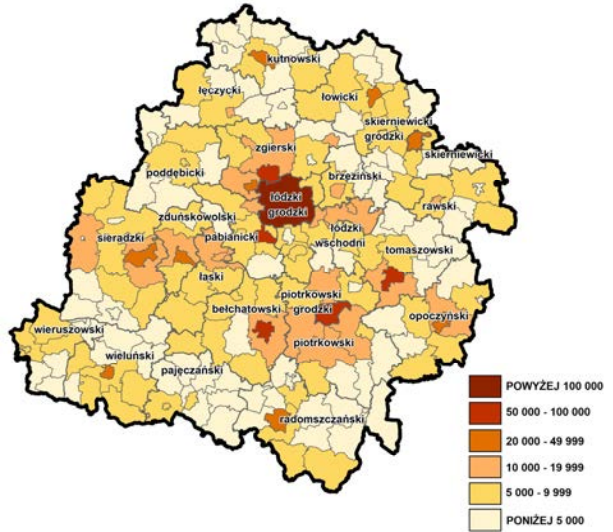 kutnowski
łęczycki
łowicki
skierniewicki
grodzki
skierniewicki
zgierski
brzeziński
poddębicki
rawski
łódzki
grodzki
zduńskowolski
łódzki
wschodni
pabianicki
sieradzki
tomaszowski
łaski
piotrkowski
grodzki
bełchatowski
opoczyński
wieruszowski
piotrkowski
wieluński
pajęczański
radomszczański
POWYŻEJ 100 000
50 000 - 100 000
20 000 - 49 999
10 000 - 19 999
5 000 - 9 999
PONIŻEJ 5 000